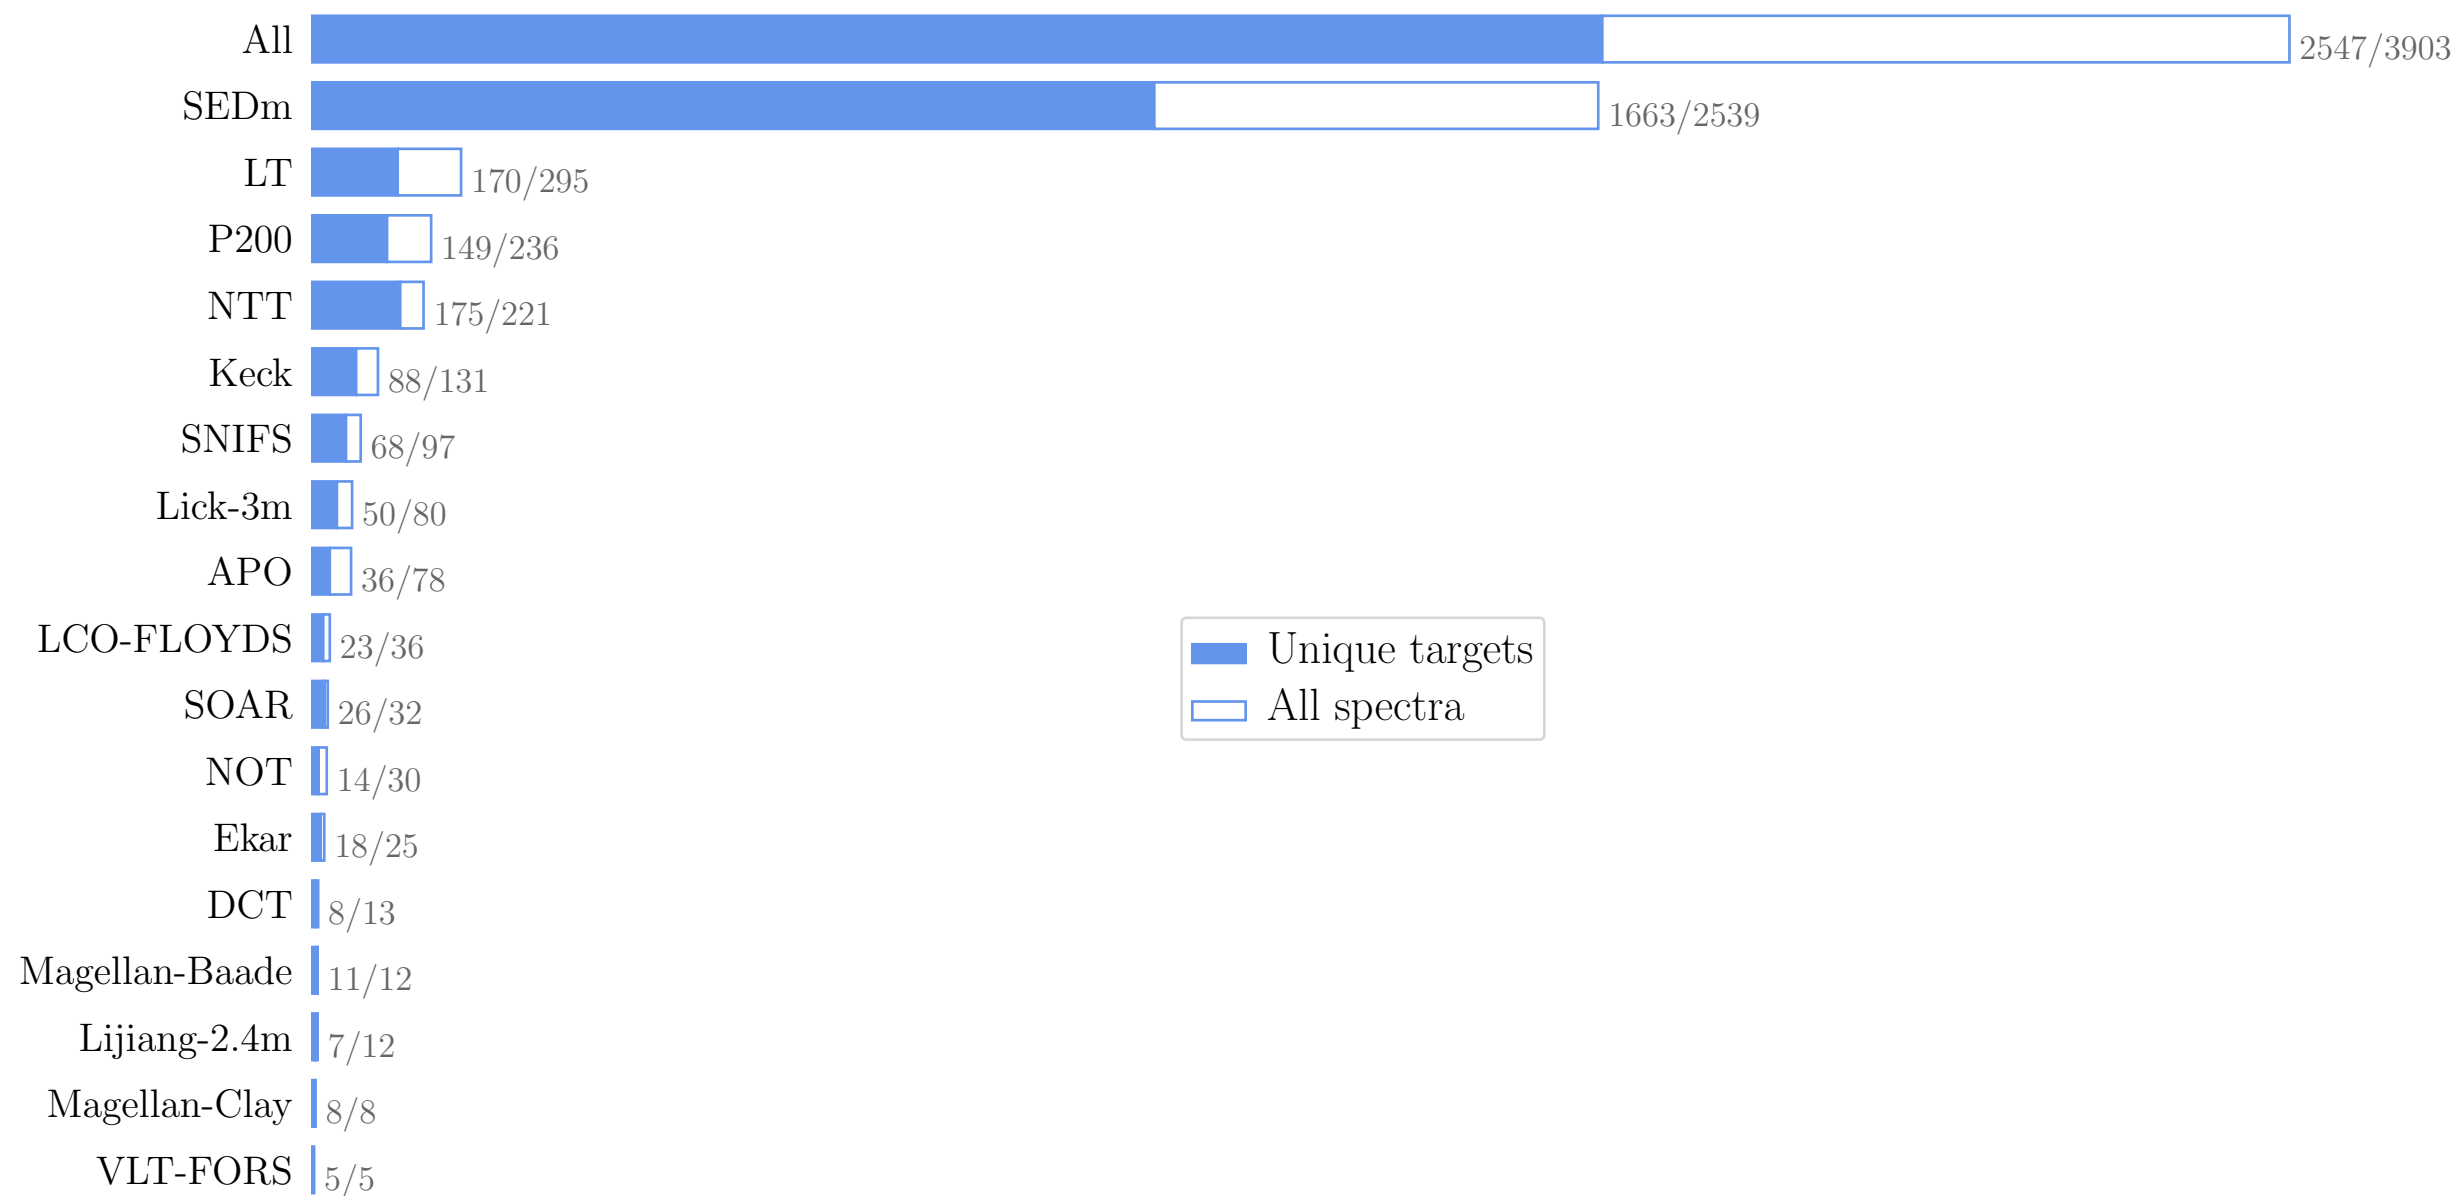 All 2547/3903
SEDm 1663/2539
LT 170/295
P200 149/236
NTT 175/221
Keck 88/131
SNIFS 68/97
Lick-3m 50/80
APO 36/78
LCO-FLOYDS 23/36
SOAR 26/32
NOT 14/30
Ekar 18/25
DCT 8/13
Magellan-Baade 11/12
Lijiang-2.4m 7/12
Magellan-Clay 8/8
VLT-FORS 5/5
Unique targets
All spectra